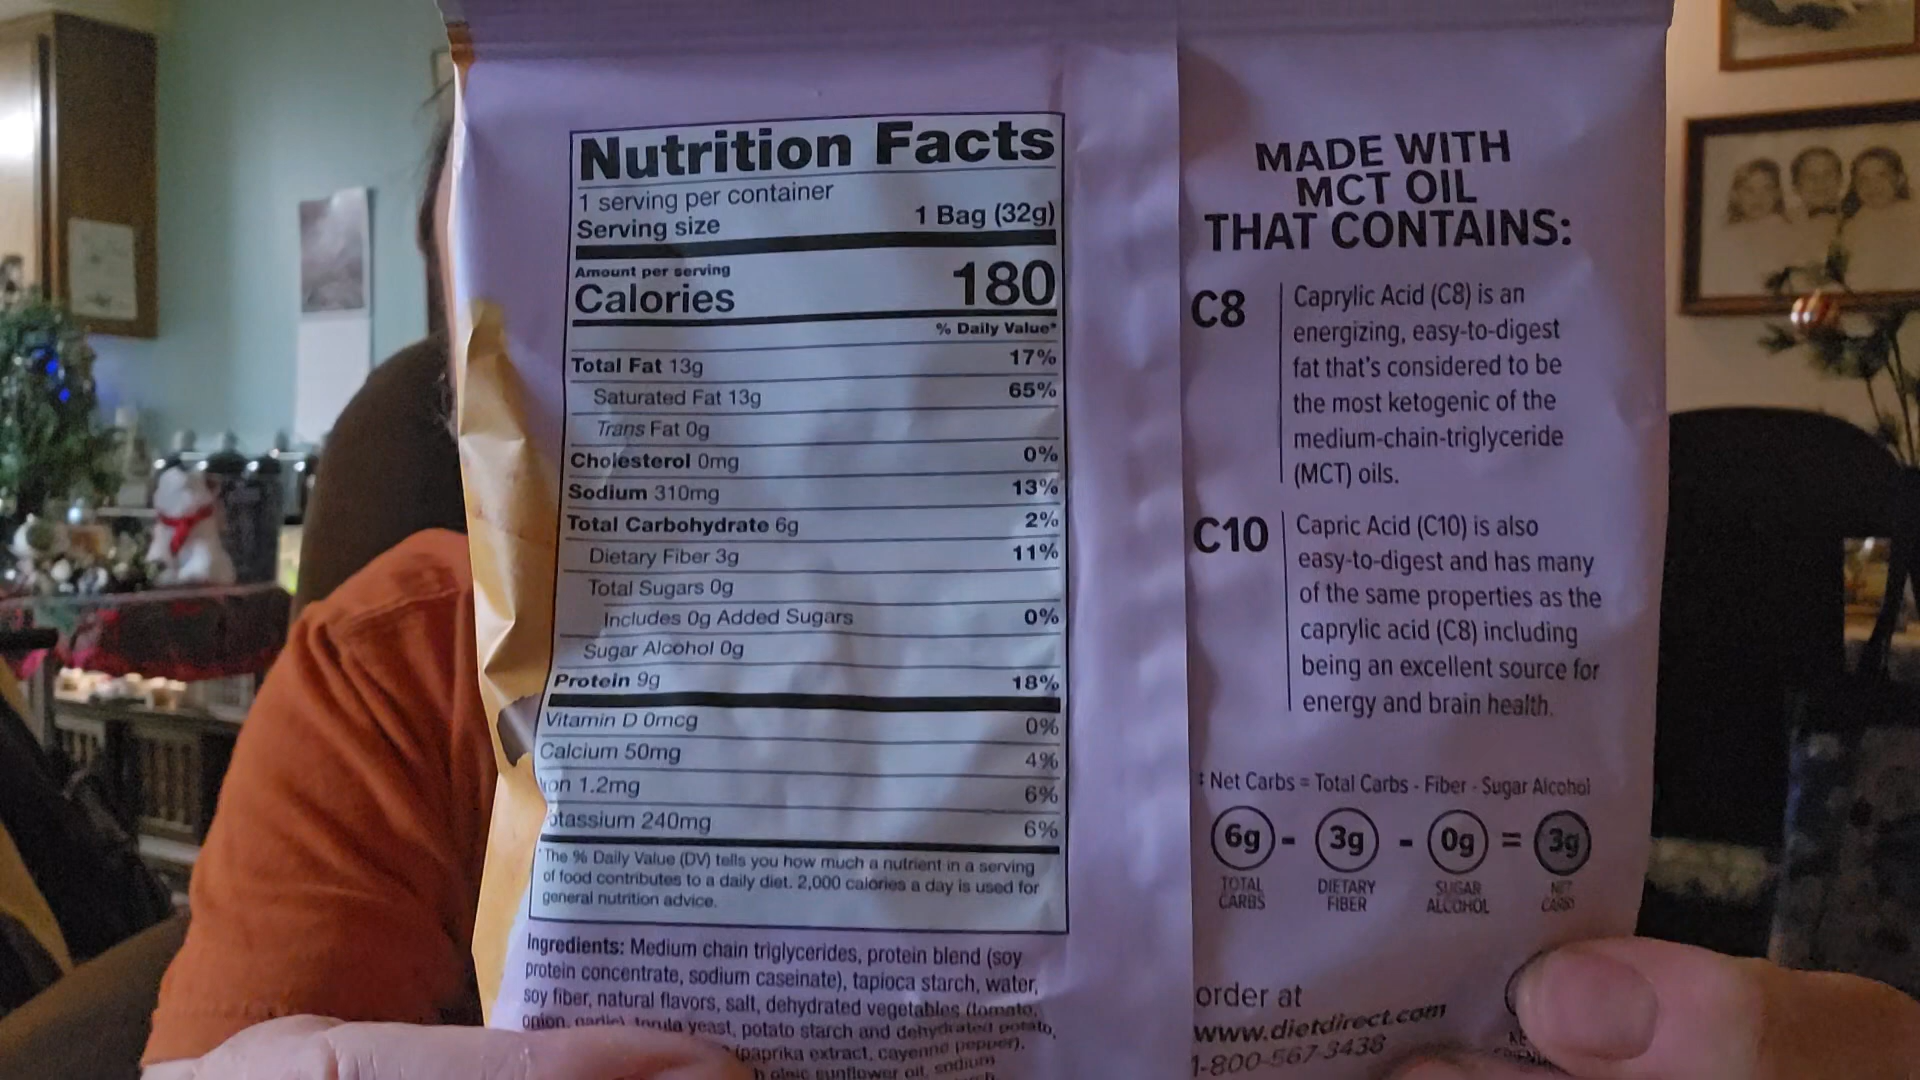 Nutrition Facts
1 serving per container
Serving size 1 Bag (32g)
Amount per serving
Calories 180
% Daily Value*
Total Fat 13g 17%
Saturated Fat 13g 65%
Trans Fat 0g
Cholesterol 0mg 0%
Sodium 310mg 13%
Total Carbohydrate 6g 2%
Dietary Fiber 3g 11%
Total Sugars 0g
Includes 0g Added Sugars 0%
Sugar Alcohol 0g
Protein 9g 18%
Vitamin D 0mcg 0%
Calcium 50mg 4%
ron 1.2mg 6%
otassium 240mg 6%
*The % Daily Value (DV) tells you how much a nutrient in a serving
of food contributes to a daily diet. 2,000 calories a day is used for
general nutrition advice.
Ingredients: Medium chain triglycerides, protein blend (soy
protein concentrate, sodium caseinate), tapioca starch, water,
soy fiber, natural flavors, salt, dehydrated vegetables (tomato,
onion, garlic), torula yeast, potato starch and dehydrated potato,
(paprika extract, cayenne pepper),
oleic sunflower oil, sodium
MADE WITH
MCT OIL
THAT CONTAINS:
C8
Caprylic Acid (C8) is an
energizing, easy-to-digest
fat that's considered to be
the most ketogenic of the
medium-chain-triglyceride
(MCT) oils.
C10
Capric Acid (C10) is also
easy-to-digest and has many
of the same properties as the
caprylic acid (C8) including
being an excellent source for
energy and brain health.
‡ Net Carbs = Total Carbs - Fiber - Sugar Alcohol
6g - 3g - 0g = 3g
TOTAL CARBS DIETARY FIBER SUGAR ALCOHOL NET CARBS
order at
www.dietdirect.com
1-800-567-3438